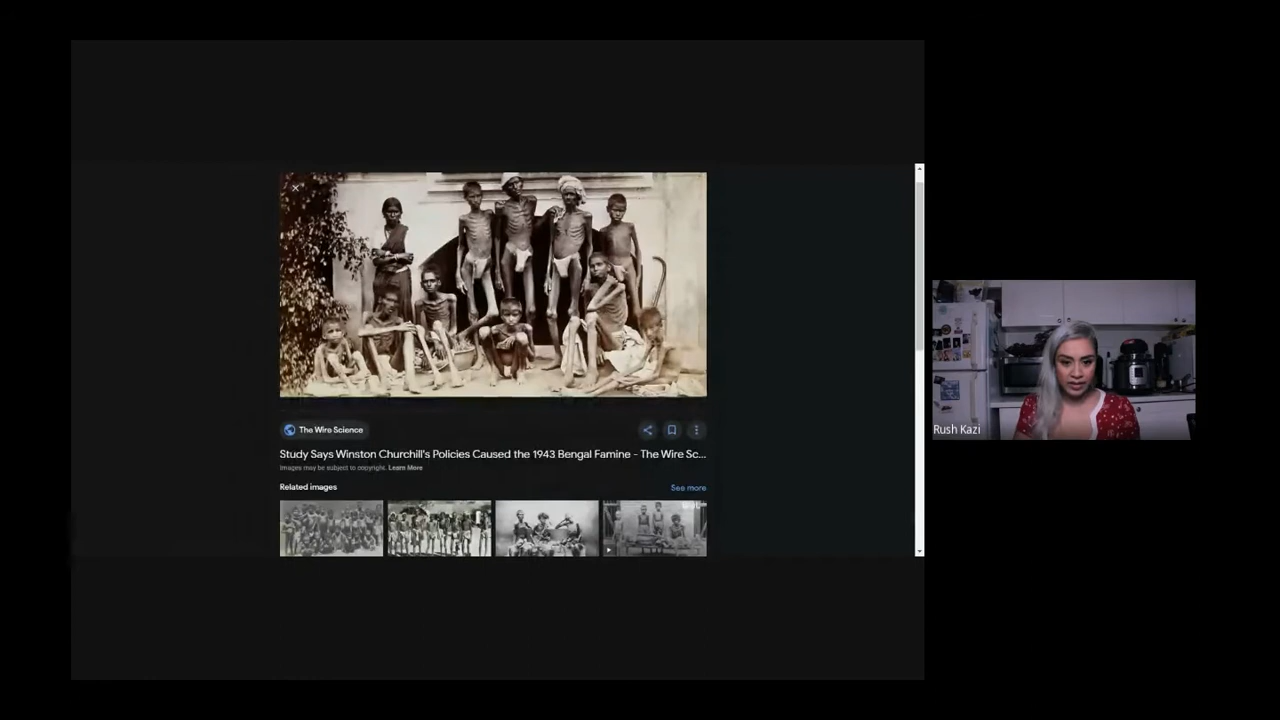 The Wire Science
Study Says Winston Churchill's Policies Caused the 1943 Bengal Famine - The Wire Sc...
Images may be subject to copyright. Learn More
Related images
See more
Rush Kazi